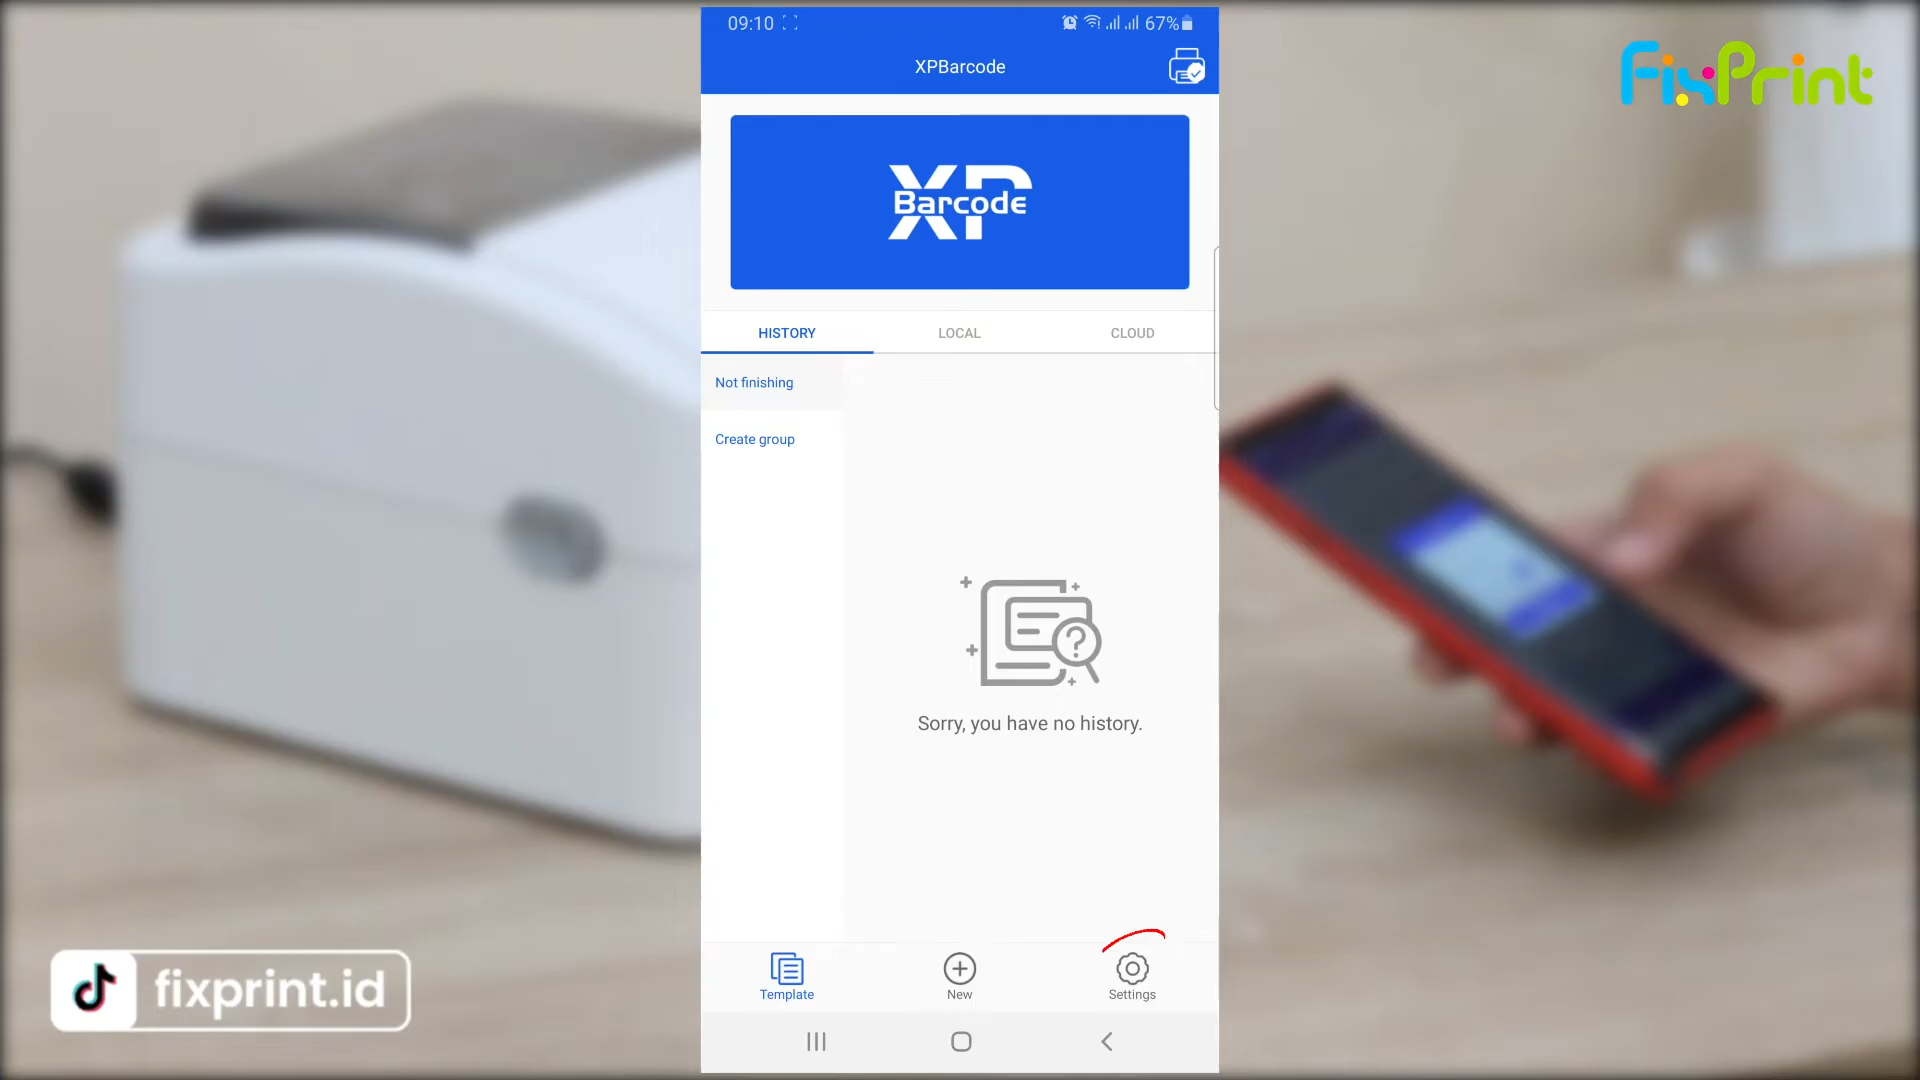 09:10
67%
XPBarcode
FixPrint
XP
Barcode
HISTORY
LOCAL
CLOUD
Not finishing
Create group
Sorry, you have no history.
Template
New
Settings
fixprint.id